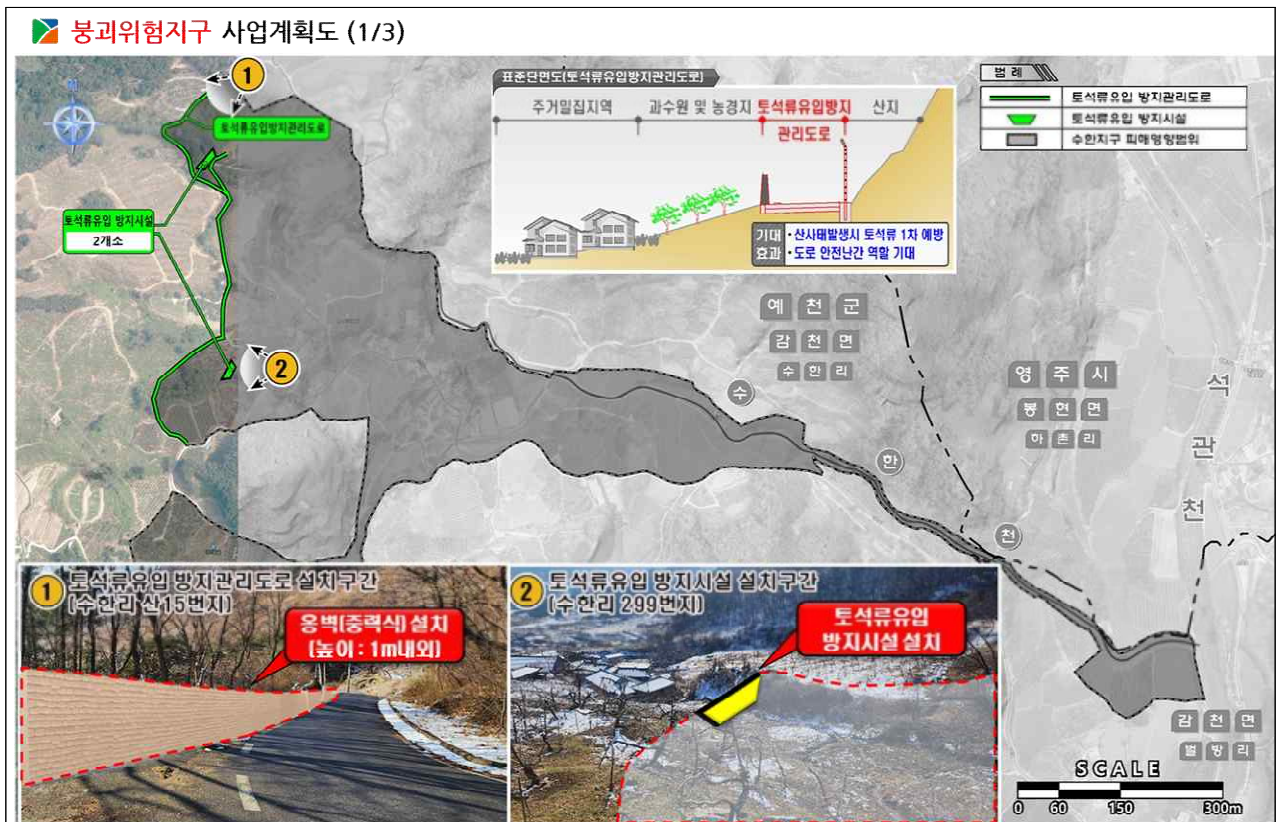 붕괴위험지구 사업계획도 (1/3)
1
토석류유입방지관리도로
토석류유입 방지시설
2개소
2
표준단면도(토석류유입방지관리도로)
주거밀집지역
과수원 및 농경지
토석류유입방지
관리도로
산지
기대
효과
· 산사태발생시 토석류 1차 예방
· 도로 안전난간 역할 기대
범 례
토석류유입 방지관리도로
토석류유입 방지시설
수한지구 피해영향범위
예 천 군
감 천 면
수 한 리
영 주 시
봉 현 면
하 촌 리
석 관 천
수 한 천
감 천 면
벌 방 리
1 토석류유입 방지관리도로 설치구간
(수한리 산15번지)
옹벽(중력식) 설치
(높이 : 1m내외)
2 토석류유입 방지시설 설치구간
(수한리 299번지)
토석류유입
방지시설 설치
SCALE
0 60 150 300m